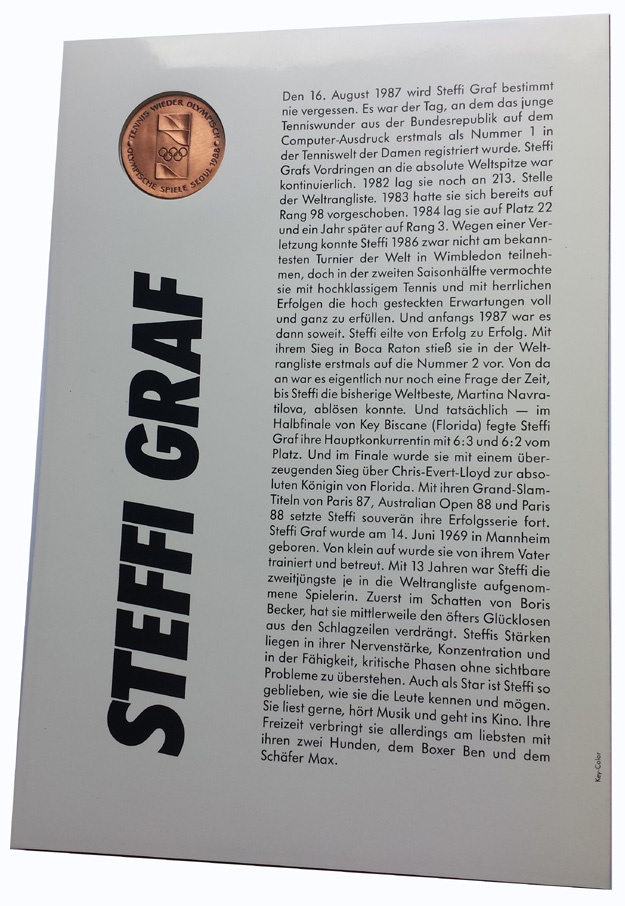 TENNIS WIEDER OLYMPISCH
OLYMPISCHE SPIELE SEOUL 1988
STEFFI GRAF
Den 16. August 1987 wird Steffi Graf bestimmt
nie vergessen. Es war der Tag, an dem das junge
Tenniswunder aus der Bundesrepublik auf dem
Computer-Ausdruck erstmals als Nummer 1 in
der Tenniswelt der Damen registriert wurde. Steffi
Grafs Vordringen an die absolute Weltspitze war
kontinuierlich. 1982 lag sie noch an 213. Stelle
der Weltrangliste. 1983 hatte sie sich bereits auf
Rang 98 vorgeschoben. 1984 lag sie auf Platz 22
und ein Jahr später auf Rang 3. Wegen einer Ver-
letzung konnte Steffi 1986 zwar nicht am bekann-
testen Turnier der Welt in Wimbledon teilneh-
men, doch in der zweiten Saisonhälfte vermochte
sie mit hochklassigem Tennis und mit herrlichen
Erfolgen die hoch gesteckten Erwartungen voll
und ganz zu erfüllen. Und anfangs 1987 war es
dann soweit. Steffi eilte von Erfolg zu Erfolg. Mit
ihrem Sieg in Boca Raton stieß sie in der Welt-
rangliste erstmals auf die Nummer 2 vor. Von da
an war es eigentlich nur noch eine Frage der Zeit,
bis Steffi die bisherige Weltbeste, Martina Navra-
tilova, ablösen konnte. Und tatsächlich — im
Halbfinale von Key Biscane (Florida) fegte Steffi
Graf ihre Hauptkonkurrentin mit 6:3 und 6:2 vom
Platz. Und im Finale wurde sie mit einem über-
zeugenden Sieg über Chris-Evert-Lloyd zur abso-
luten Königin von Florida. Mit ihren Grand-Slam-
Titeln von Paris 87, Australian Open 88 und Paris
88 setzte Steffi souverän ihre Erfolgsserie fort.
Steffi Graf wurde am 14. Juni 1969 in Mannheim
geboren. Von klein auf wurde sie von ihrem Vater
trainiert und betreut. Mit 13 Jahren war Steffi die
zweitjüngste je in die Weltrangliste aufgenom-
mene Spielerin. Zuerst im Schatten von Boris
Becker, hat sie mittlerweile den öfters Glücklosen
aus den Schlagzeilen verdrängt. Steffis Stärken
liegen in ihrer Nervenstärke, Konzentration und
in der Fähigkeit, kritische Phasen ohne sichtbare
Probleme zu überstehen. Auch als Star ist Steffi so
geblieben, wie sie die Leute kennen und mögen.
Sie liest gerne, hört Musik und geht ins Kino. Ihre
Freizeit verbringt sie allerdings am liebsten mit
ihren zwei Hunden, dem Boxer Ben und dem
Schäfer Max.
Key-Color